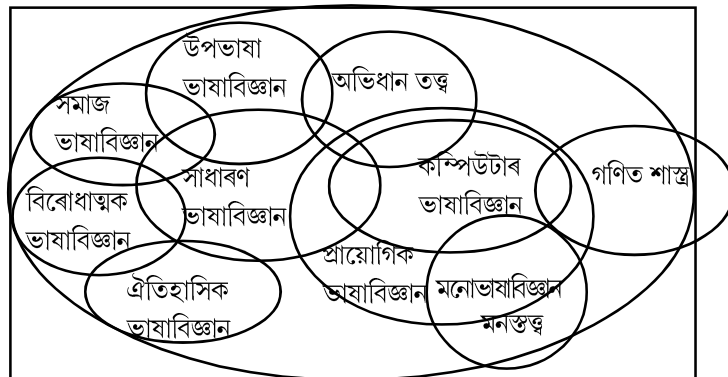 উপভাষা
ভাষাবিজ্ঞান
অভিধান তত্ত্ব
সমাজ
ভাষাবিজ্ঞান
সাধাৰণ
ভাষাবিজ্ঞান
কম্পিউটাৰ
ভাষাবিজ্ঞান
গণিত শাস্ত্ৰ
বিৰোধাত্মক
ভাষাবিজ্ঞান
প্ৰায়োগিক
ভাষাবিজ্ঞান
ঐতিহাসিক
ভাষাবিজ্ঞান
মনোভাষাবিজ্ঞান
মনস্তত্ত্ব